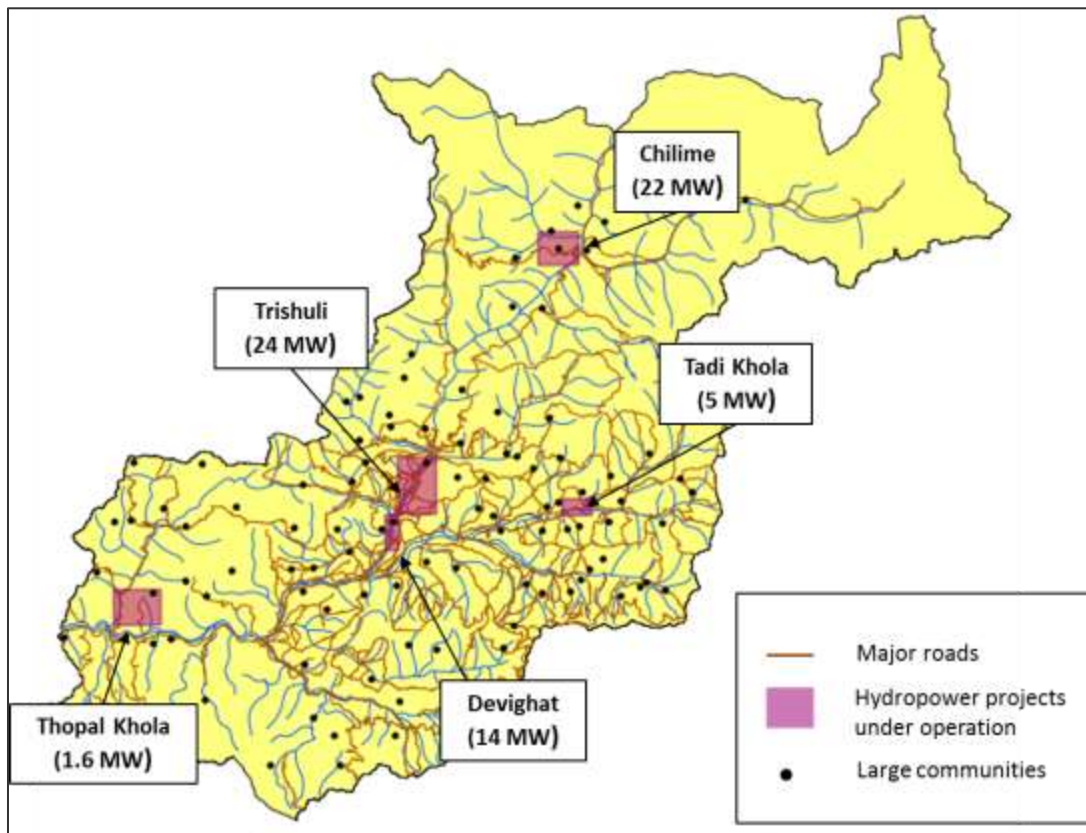 Chilime
(22 MW)
Trishuli
(24 MW)
Tadi Khola
(5 MW)
Thopal Khola
(1.6 MW)
Devighat
(14 MW)
Major roads
Hydropower projects
under operation
Large communities